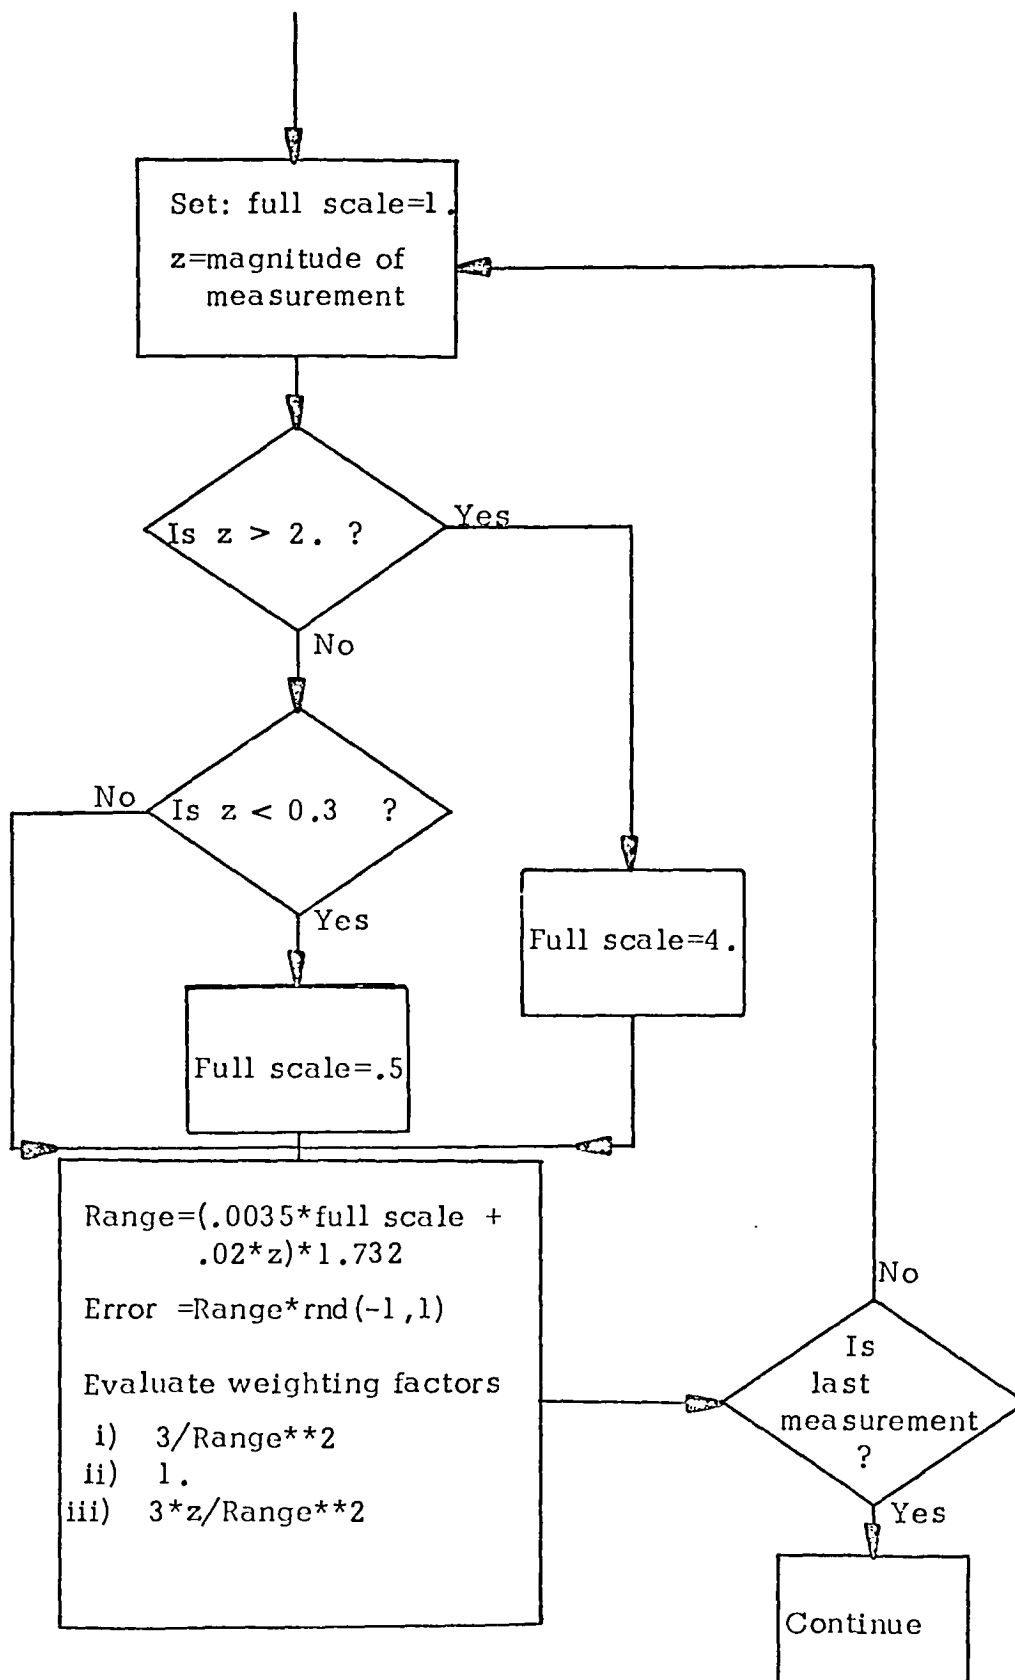 Set: full scale=1.
z=magnitude of
measurement
Is z > 2. ?
Yes
No
Is z < 0.3 ?
No
Yes
Full scale=4.
Full scale=.5
Range=(.0035*full scale +
.02*z)*1.732
Error =Range*rnd(-1,1)
Evaluate weighting factors
i) 3/Range**2
ii) 1.
iii) 3*z/Range**2
No
Is
last
measurement
?
Yes
Continue